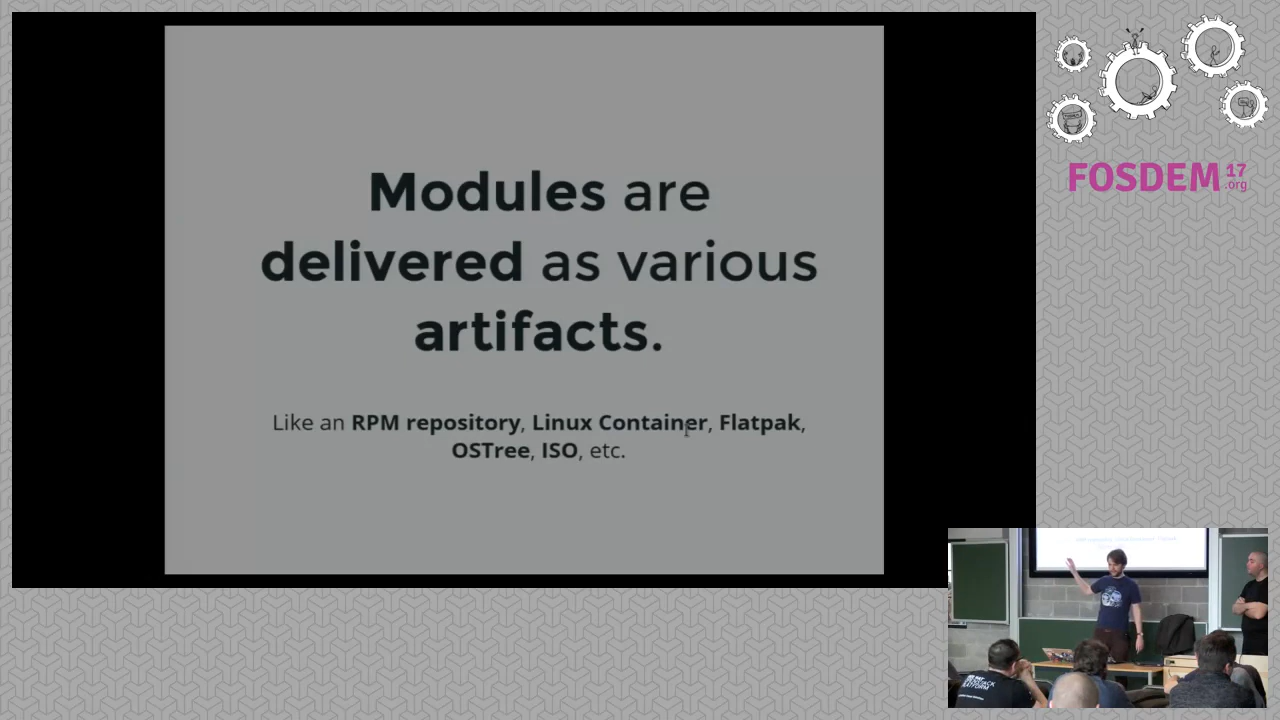 Modules are
delivered as various
artifacts.
Like an RPM repository, Linux Container, Flatpak,
OSTree, ISO, etc.
FOSDEM 17
.org